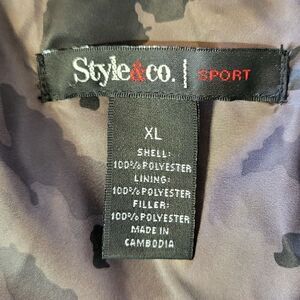 Style&co. | SPORT
XL
SHELL:
100%POLYESTER
LINING:
100%POLYESTER
FILLER:
100%POLYESTER
MADE IN
CAMBODIA